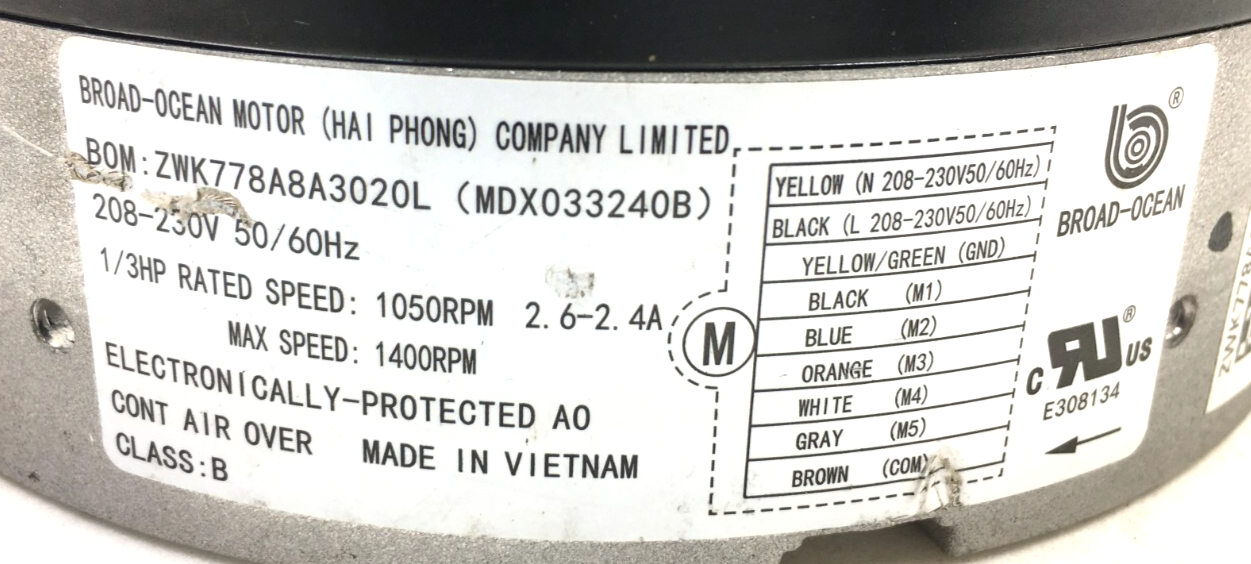 BROAD-OCEAN MOTOR (HAI PHONG) COMPANY LIMITED
BOM:ZWK778A8A3020L (MDX033240B)
208-230V 50/60Hz
1/3HP RATED SPEED: 1050RPM 2.6-2.4A
MAX SPEED: 1400RPM
ELECTRONICALLY-PROTECTED AO
CONT AIR OVER MADE IN VIETNAM
CLASS:B
M
YELLOW (N 208-230V50/60Hz)
BLACK (L 208-230V50/60Hz)
YELLOW/GREEN (GND)
BLACK (M1)
BLUE (M2)
ORANGE (M3)
WHITE (M4)
GRAY (M5)
BROWN (COM)
b®
BROAD-OCEAN
C RU® US
E308134